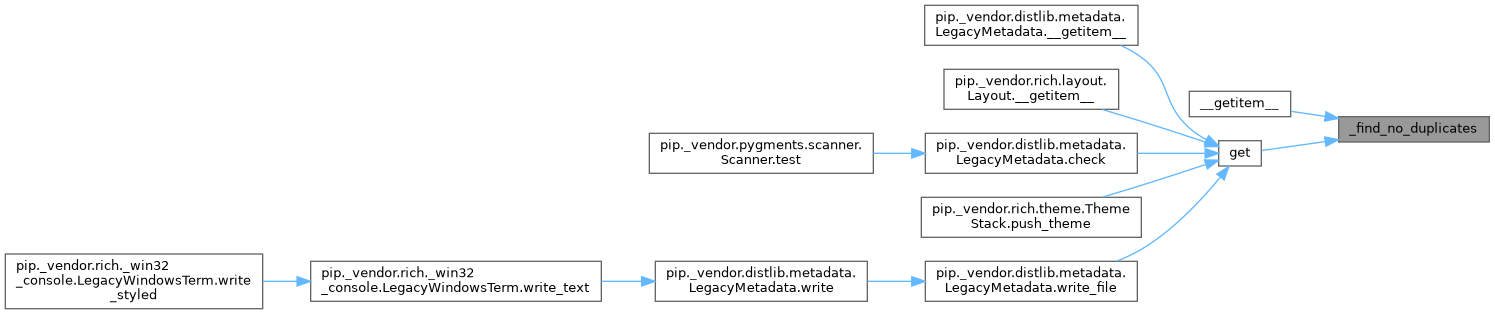 pip._vendor.distlib.metadata.
LegacyMetadata.__getitem__
pip._vendor.rich.layout.
Layout.__getitem__
__getitem__
_find_no_duplicates
pip._vendor.pygments.scanner.
Scanner.test
pip._vendor.distlib.metadata.
LegacyMetadata.check
get
pip._vendor.rich.theme.Theme
Stack.push_theme
pip._vendor.rich._win32
_console.LegacyWindowsTerm.write
_styled
pip._vendor.rich._win32
_console.LegacyWindowsTerm.write_text
pip._vendor.distlib.metadata.
LegacyMetadata.write
pip._vendor.distlib.metadata.
LegacyMetadata.write_file